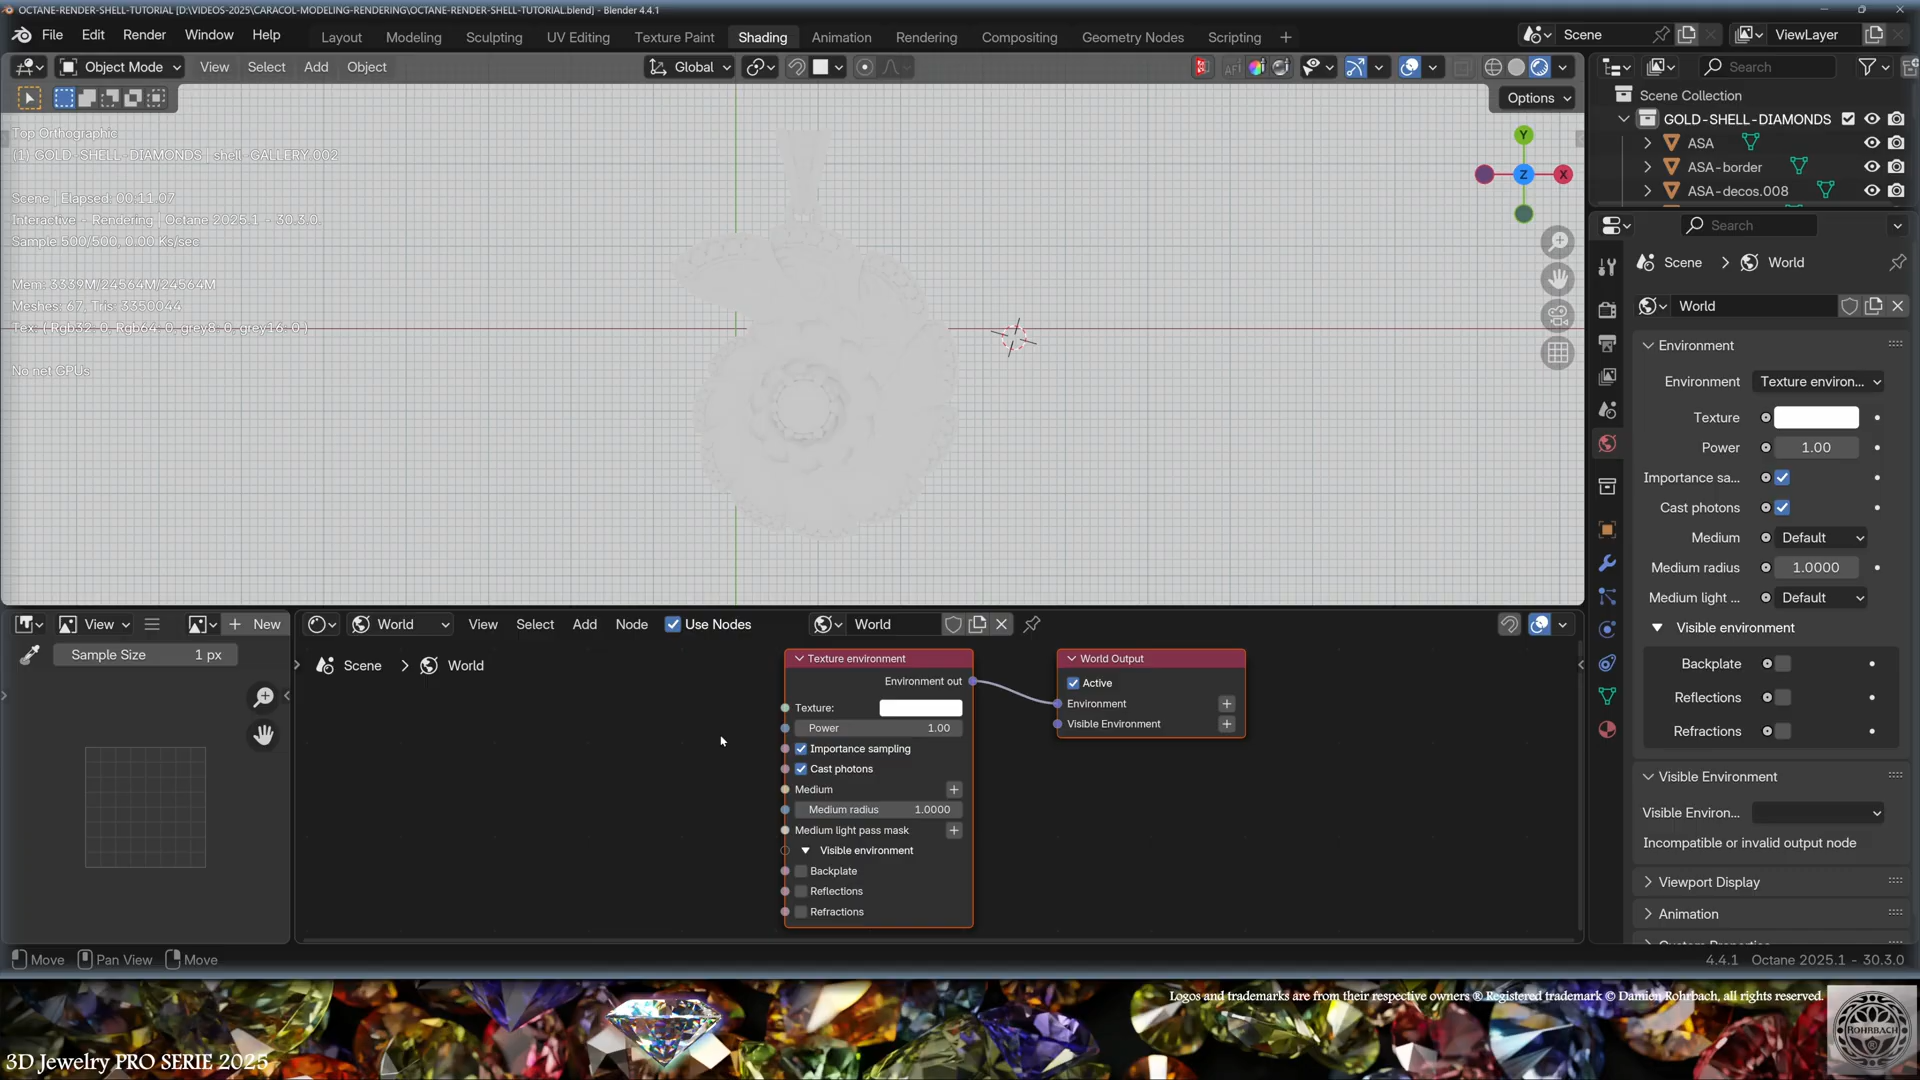 OCTANE-RENDER-SHELL-TUTORIAL [D:\VIDEOS-2025\CARACOL-MODELING-RENDERING\OCTANE-RENDER-SHELL-TUTORIAL.blend] - Blender 4.4.1
File Edit Render Window Help Layout Modeling Sculpting UV Editing Texture Paint Shading Animation Rendering Compositing Geometry Nodes Scripting + Scene ViewLayer
Object Mode View Select Add Object Global Search
Options
Scene Collection
GOLD-SHELL-DIAMONDS
ASA
ASA-border
ASA-decos.008
Top Orthographic
(1) GOLD-SHELL-DIAMONDS | shell-GALLERY.002
Scene | Elapsed: 00:11.07
Interactive - Rendering | Octane 2025.1 - 30.3.0
Sample 500/500, 0.00 Ks/sec
Mem: 3339M/24564M/24564M
Meshes: 67, Tris: 3350044
Tex: ( Rgb32: 0, Rgb64: 0, grey8: 0, grey16: 0 )
No net GPUs
Y
Z
X
Search
Scene > World
World
Environment
Environment Texture environ...
Texture
Power 1.00
Importance sa...
Cast photons
Medium Default
Medium radius 1.0000
Medium light ... Default
Visible environment
Backplate
Reflections
Refractions
Visible Environment
Visible Environ...
Incompatible or invalid output node
Viewport Display
Animation
View + New
Sample Size 1 px
World View Select Add Node Use Nodes World
Scene > World
Texture environment
Environment out
Texture:
Power 1.00
Importance sampling
Cast photons
Medium
Medium radius 1.0000
Medium light pass mask
Visible environment
Backplate
Reflections
Refractions
World Output
Active
Environment
Visible Environment
Move Pan View Move
4.4.1 Octane 2025.1 - 30.3.0
Logos and trademarks are from their respective owners ® Registered trademark © Damien Rohrbach, all rights reserved.
ROHRBACH
®
3D Jewelry PRO SERIE 2025